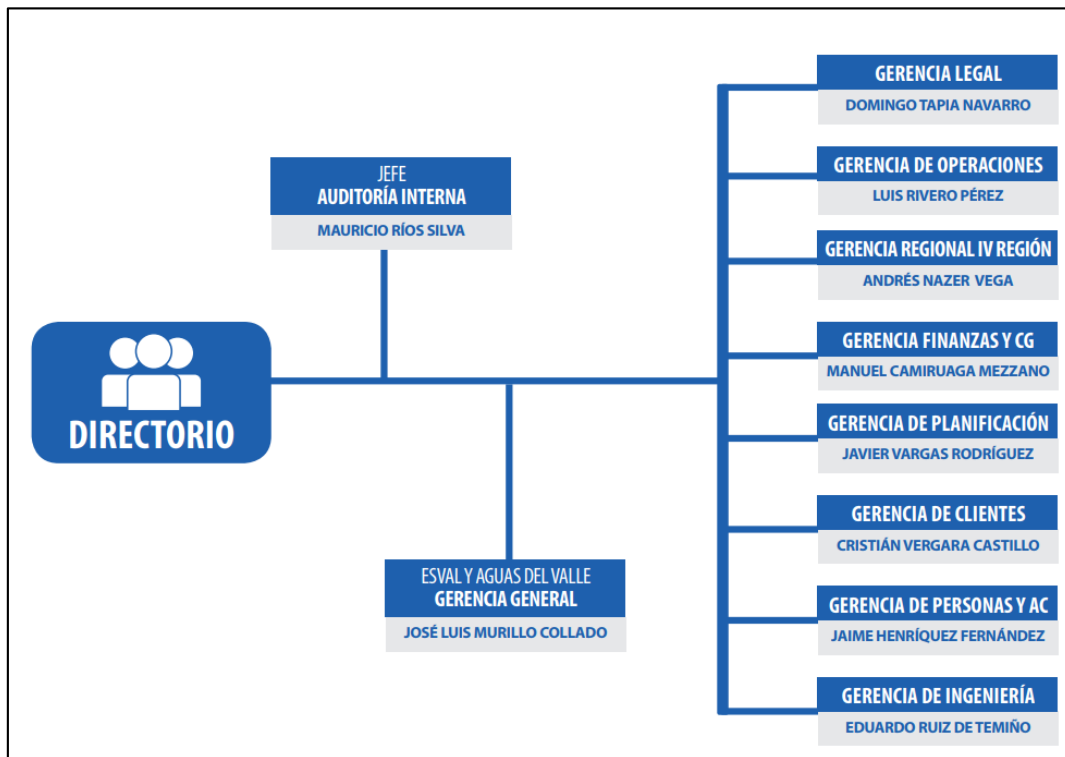 JEFE
AUDITORÍA INTERNA
MAURICIO RÍOS SILVA
DIRECTORIO
ESVAL Y AGUAS DEL VALLE
GERENCIA GENERAL
JOSÉ LUIS MURILLO COLLADO
GERENCIA LEGAL
DOMINGO TAPIA NAVARRO
GERENCIA DE OPERACIONES
LUIS RIVERO PÉREZ
GERENCIA REGIONAL IV REGIÓN
ANDRÉS NAZER VEGA
GERENCIA FINANZAS Y CG
MANUEL CAMIRUAGA MEZZANO
GERENCIA DE PLANIFICACIÓN
JAVIER VARGAS RODRÍGUEZ
GERENCIA DE CLIENTES
CRISTIÁN VERGARA CASTILLO
GERENCIA DE PERSONAS Y AC
JAIME HENRÍQUEZ FERNÁNDEZ
GERENCIA DE INGENIERÍA
EDUARDO RUIZ DE TEMIÑO